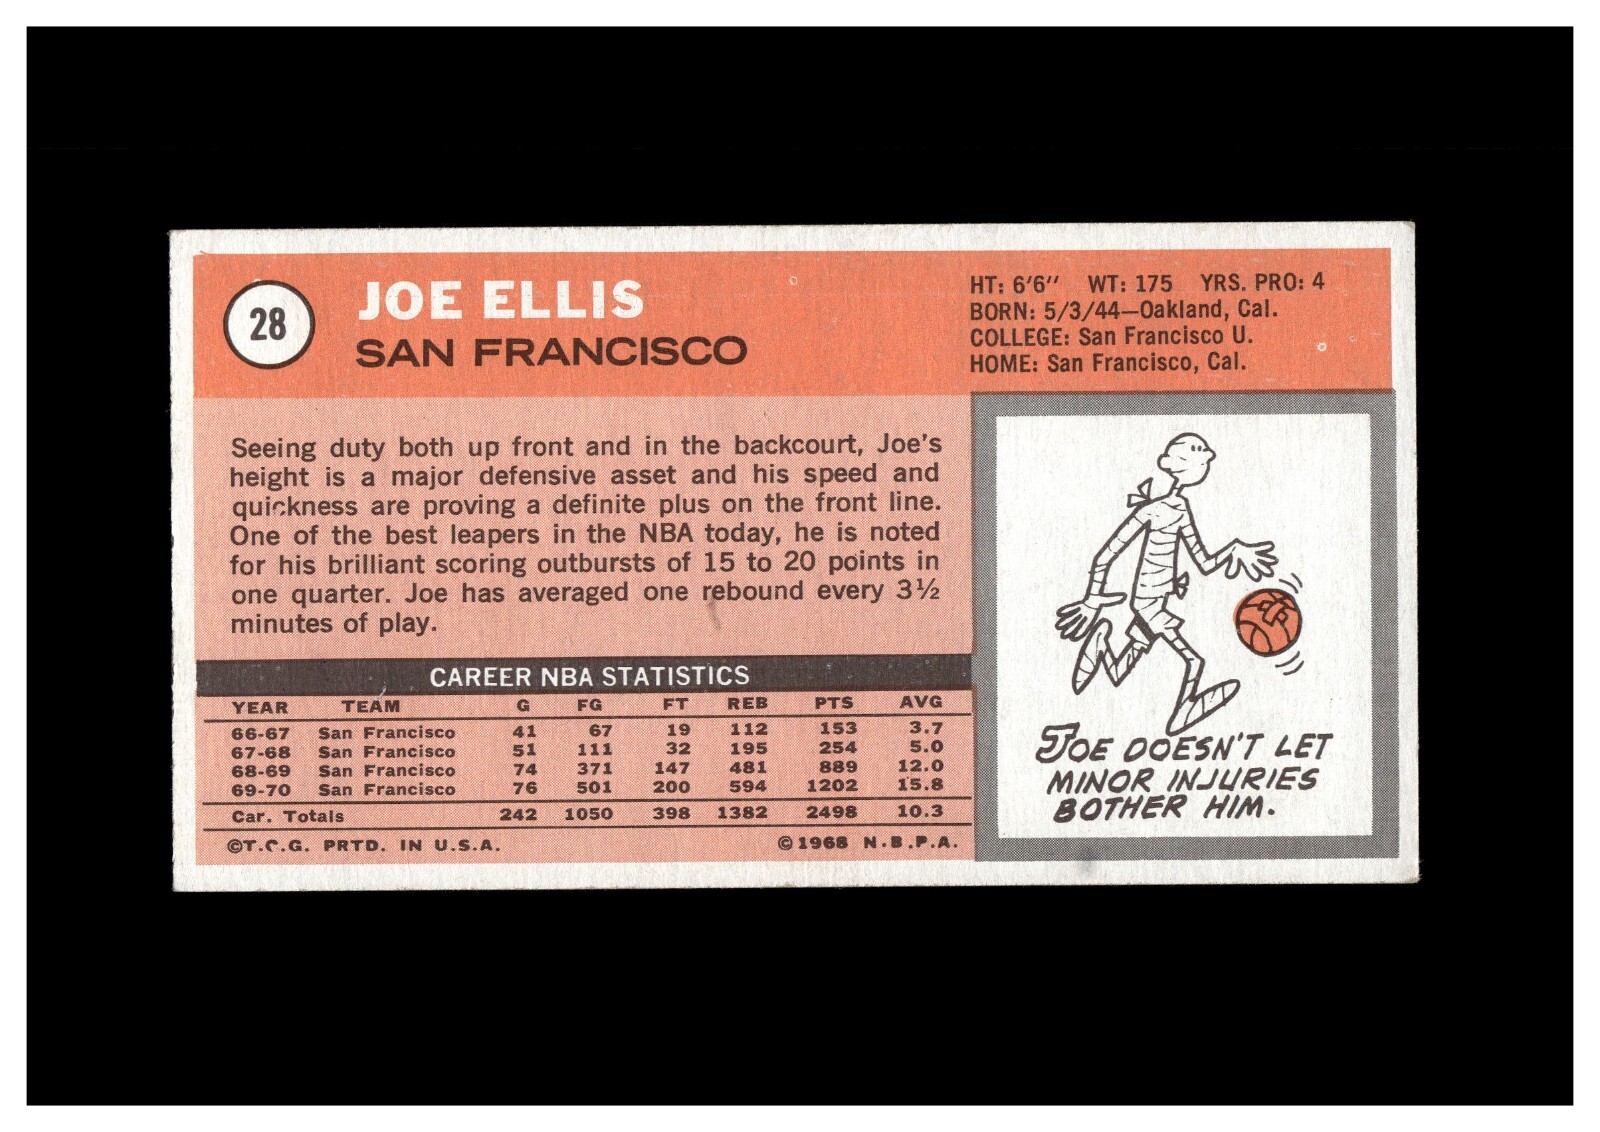 28
JOE ELLIS
SAN FRANCISCO
HT: 6'6" WT: 175 YRS. PRO: 4
BORN: 5/3/44—Oakland, Cal.
COLLEGE: San Francisco U.
HOME: San Francisco, Cal.
Seeing duty both up front and in the backcourt, Joe's
height is a major defensive asset and his speed and
quickness are proving a definite plus on the front line.
One of the best leapers in the NBA today, he is noted
for his brilliant scoring outbursts of 15 to 20 points in
one quarter. Joe has averaged one rebound every 3½
minutes of play.
CAREER NBA STATISTICS
YEAR TEAM G FG FT REB PTS AVG
66-67 San Francisco 41 67 19 112 153 3.7
67-68 San Francisco 51 111 32 195 254 5.0
68-69 San Francisco 74 371 147 481 889 12.0
69-70 San Francisco 76 501 200 594 1202 15.8
Car. Totals 242 1050 398 1382 2498 10.3
©T.C.G. PRTD. IN U.S.A. ©1968 N.B.P.A.
JOE DOESN'T LET
MINOR INJURIES
BOTHER HIM.